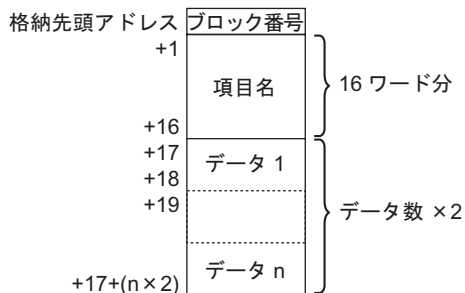 格納先頭アドレス ブロック番号
+1
項目名
16 ワード分
+16
+17
データ 1
+18
+19
データ数 ×2
データ n
+17+(n×2)